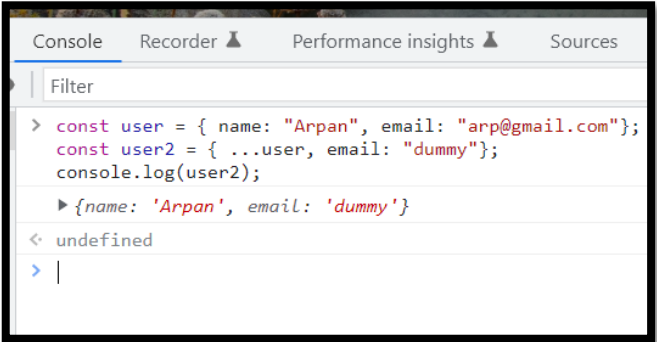 Console Recorder Performance insights Sources
Filter
> const user = { name: "Arpan", email: "arp@gmail.com"};
const user2 = { ...user, email: "dummy"};
console.log(user2);
▶ {name: 'Arpan', email: 'dummy'}
<· undefined
>